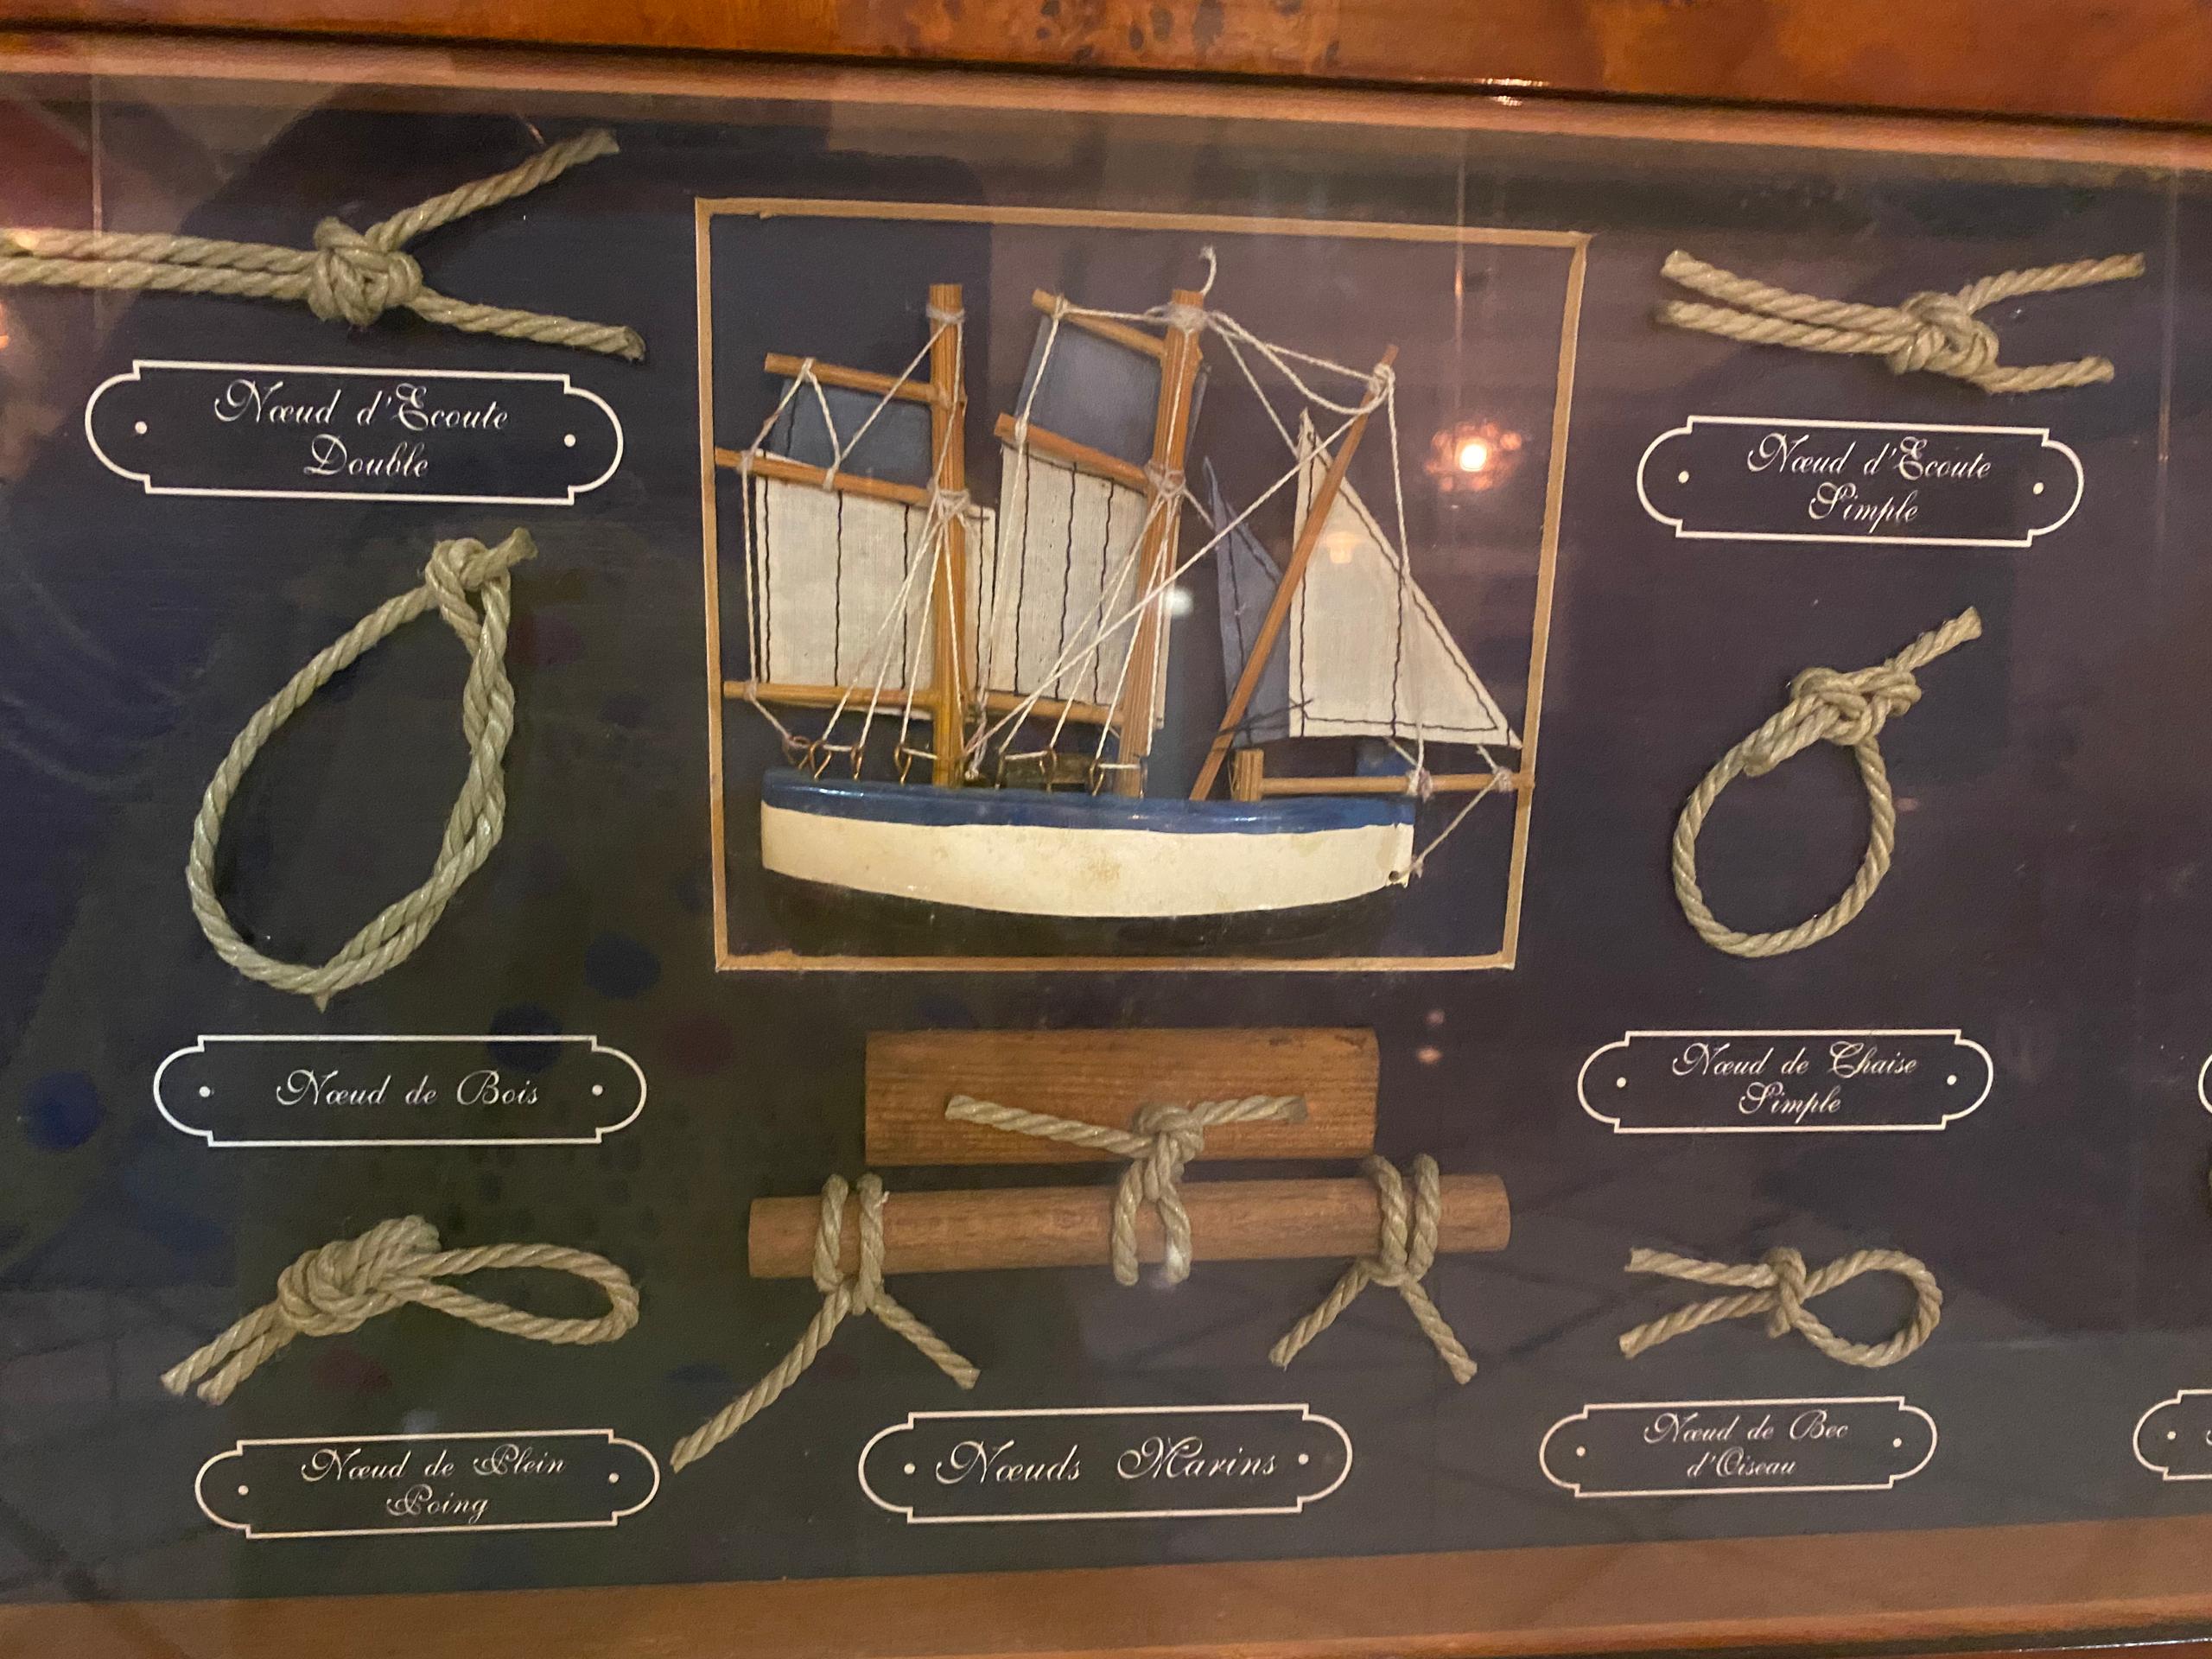 Nœud d'Ecoute
Double
Nœud d'Ecoute
Simple
Nœud de Bois
Nœud de Chaise
Simple
Nœud de Plein
Poing
Nœuds Marins
Nœud de Bec
d'Oiseau